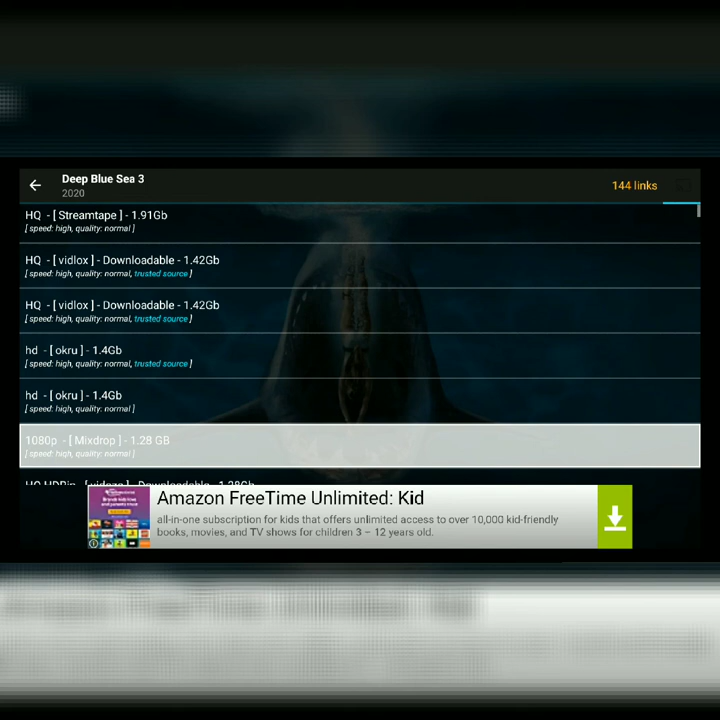 Deep Blue Sea 3
2020
144 links
HQ - [ Streamtape ] - 1.91Gb
[ speed: high, quality: normal ]
HQ - [ vidlox ] - Downloadable - 1.42Gb
[ speed: high, quality: normal, trusted source ]
HQ - [ vidlox ] - Downloadable - 1.42Gb
[ speed: high, quality: normal, trusted source ]
hd - [ okru ] - 1.4Gb
[ speed: high, quality: normal, trusted source ]
hd - [ okru ] - 1.4Gb
[ speed: high, quality: normal ]
1080p - [ Mixdrop ] - 1.28 GB
[ speed: high, quality: normal ]
Amazon FreeTime Unlimited: Kid
all-in-one subscription for kids that offers unlimited access to over 10,000 kid-friendly
books, movies, and TV shows for children 3 – 12 years old.